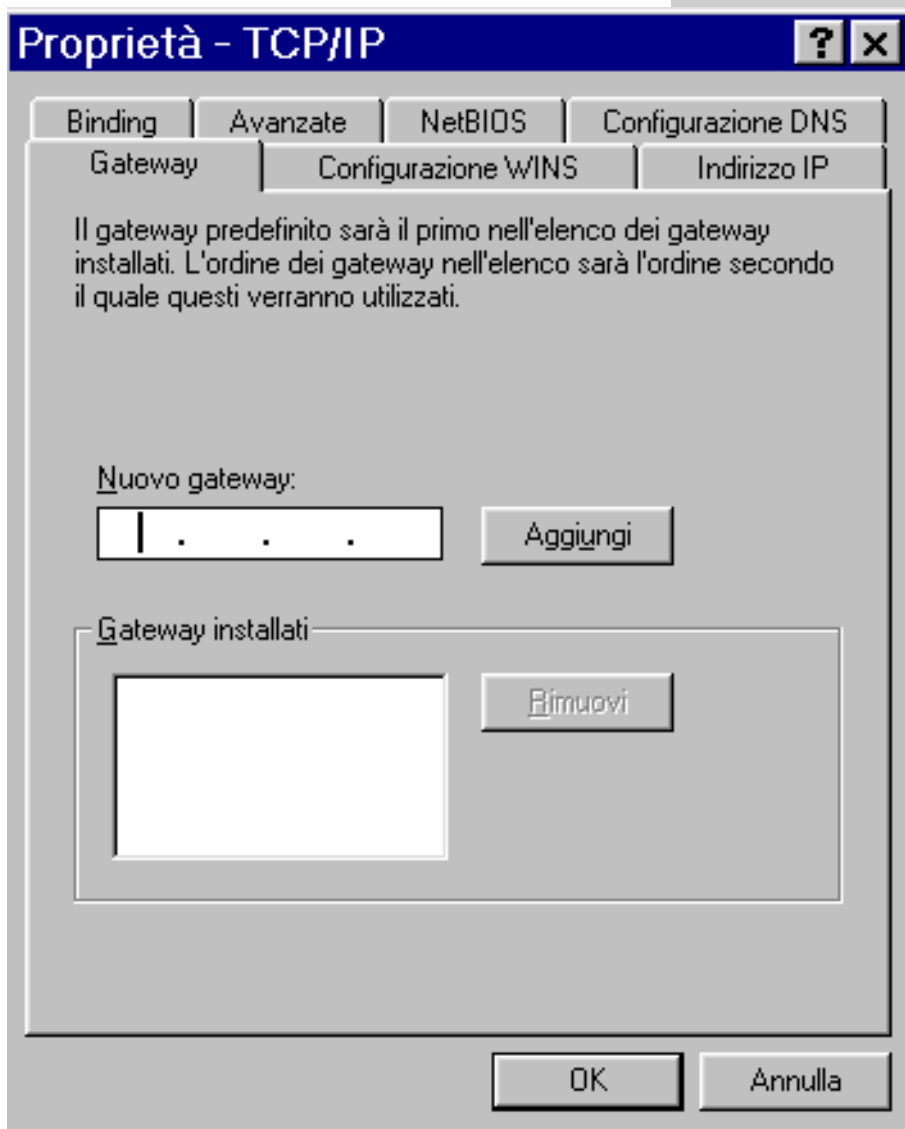 Proprietà - TCP/IP
Binding Avanzate NetBIOS Configurazione DNS
Gateway Configurazione WINS Indirizzo IP
Il gateway predefinito sarà il primo nell'elenco dei gateway
installati. L'ordine dei gateway nell'elenco sarà l'ordine secondo
il quale questi verranno utilizzati.
Nuovo gateway:
. . .
Aggiungi
Gateway installati
Rimuovi
OK Annulla